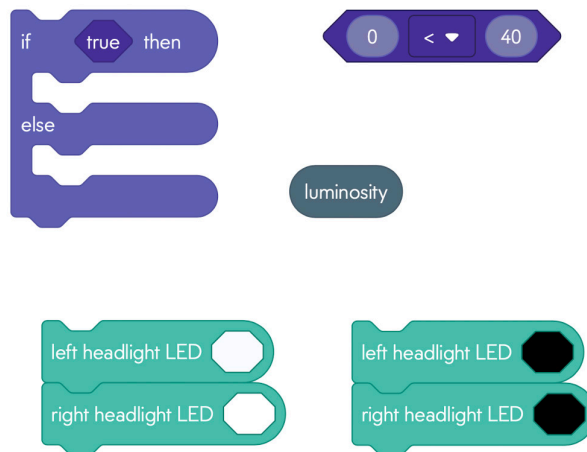 if true then
0 < 40
else
luminosity
left headlight LED
right headlight LED
left headlight LED
right headlight LED